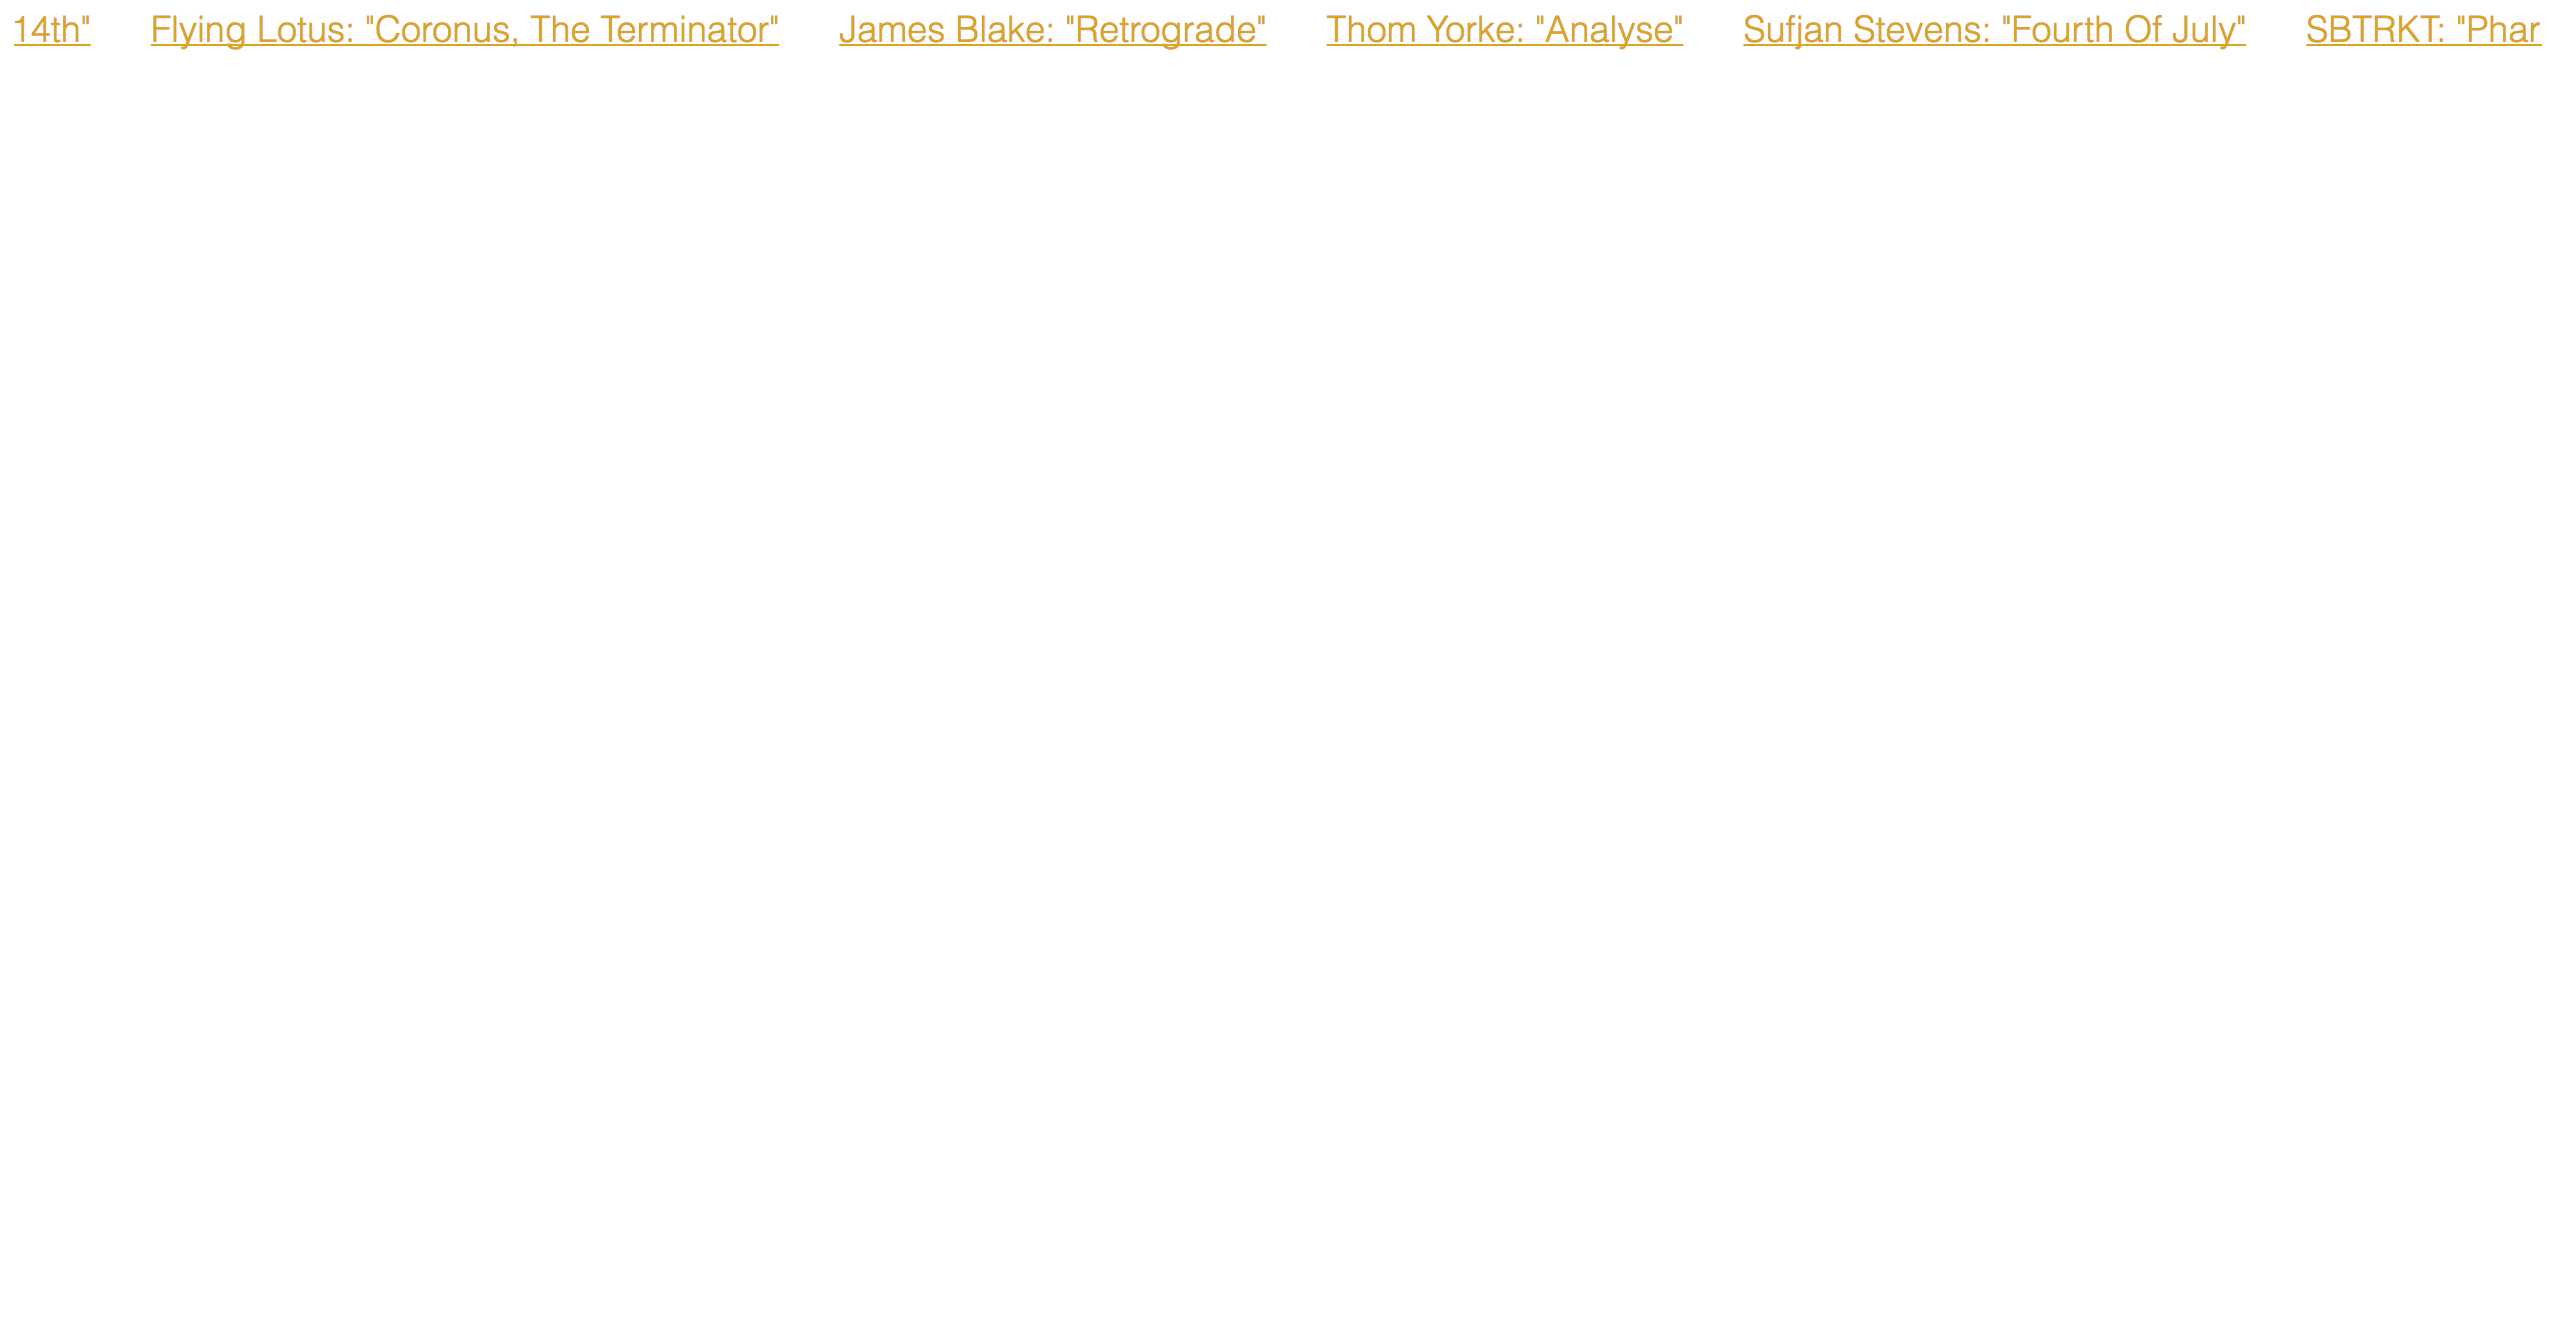 14th" Flying Lotus: "Coronus, The Terminator" James Blake: "Retrograde" Thom Yorke: "Analyse" Sufjan Stevens: "Fourth Of July" SBTRKT: "Phar